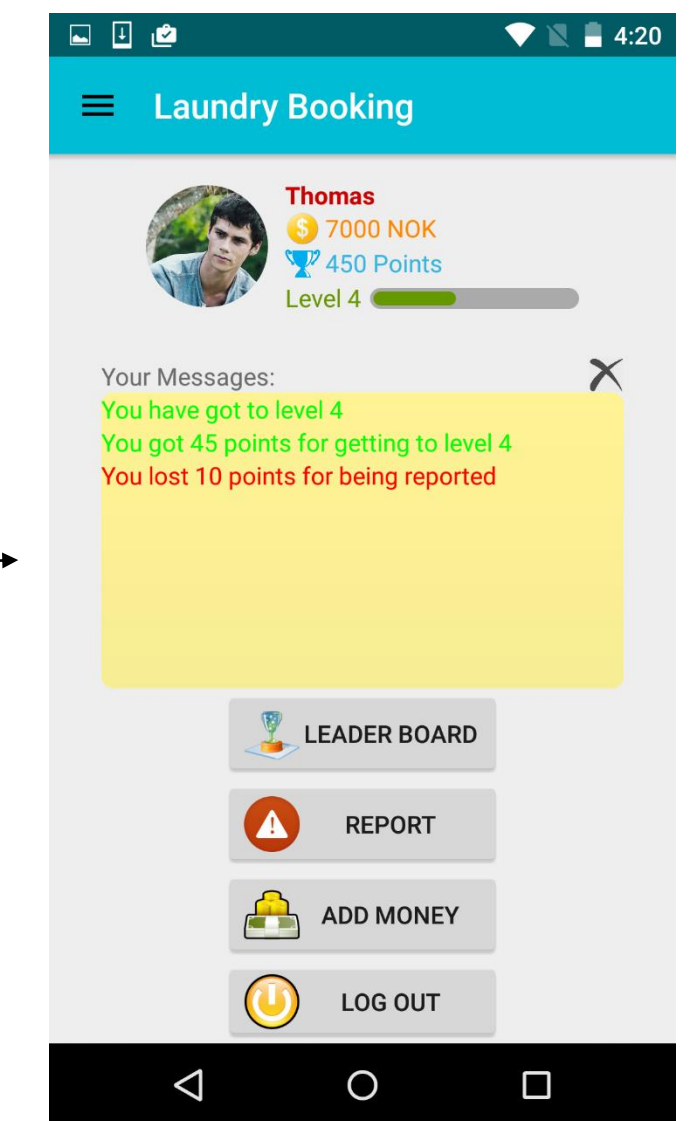 4:20
Laundry Booking
Thomas
$ 7000 NOK
450 Points
Level 4
Your Messages:
You have got to level 4
You got 45 points for getting to level 4
You lost 10 points for being reported
LEADER BOARD
REPORT
ADD MONEY
LOG OUT